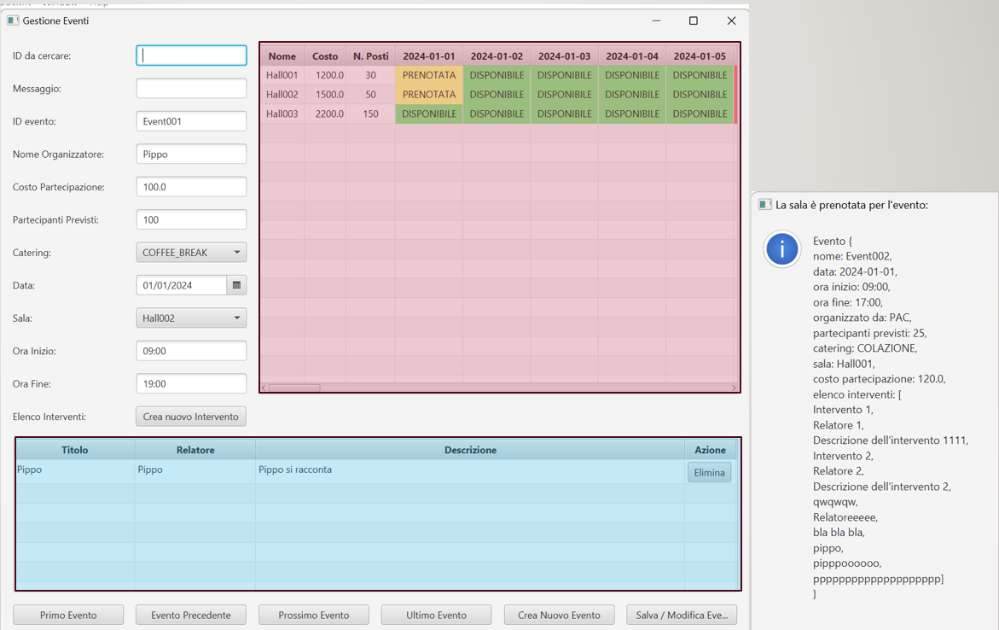 Gestione Eventi
ID da cercare:
Messaggio:
ID evento: Event001
Nome Organizzatore: Pippo
Costo Partecipazione: 100.0
Partecipanti Previsti: 100
Catering: COFFEE_BREAK
Data: 01/01/2024
Sala: Hall002
Ora Inizio: 09:00
Ora Fine: 19:00
Elenco Interventi: Crea nuovo Intervento
Nome Costo N. Posti 2024-01-01 2024-01-02 2024-01-03 2024-01-04 2024-01-05
Hall001 1200.0 30 PRENOTATA DISPONIBILE DISPONIBILE DISPONIBILE DISPONIBILE
Hall002 1500.0 50 PRENOTATA DISPONIBILE DISPONIBILE DISPONIBILE DISPONIBILE
Hall003 2200.0 150 DISPONIBILE DISPONIBILE DISPONIBILE DISPONIBILE DISPONIBILE
Titolo Relatore Descrizione Azione
Pippo Pippo Pippo si racconta Elimina
Primo Evento Evento Precedente Prossimo Evento Ultimo Evento Crea Nuovo Evento Salva / Modifica Eve...
La sala è prenotata per l'evento:
Evento {
nome: Event002,
data: 2024-01-01,
ora inizio: 09:00,
ora fine: 17:00,
organizzato da: PAC,
partecipanti previsti: 25,
catering: COLAZIONE,
sala: Hall001,
costo partecipazione: 120.0,
elenco interventi: [
Intervento 1,
Relatore 1,
Descrizione dell'intervento 1111,
Intervento 2,
Relatore 2,
Descrizione dell'intervento 2,
qwqwqw,
Relatoreeeee,
bla bla bla,
pippo,
pipppoooooo,
pppppppppppppppppppp]
}